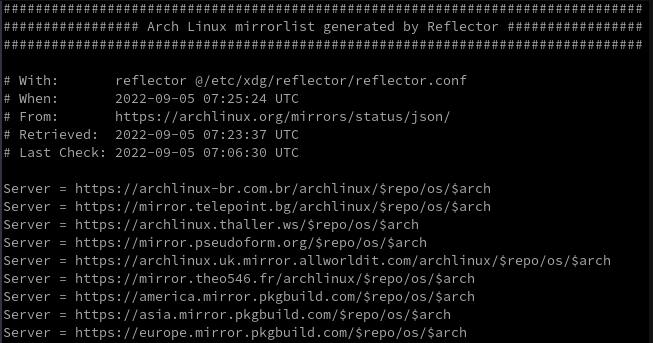 ################################################################################
################# Arch Linux mirrorlist generated by Reflector #################
################################################################################

# With:       reflector @/etc/xdg/reflector/reflector.conf
# When:       2022-09-05 07:25:24 UTC
# From:       https://archlinux.org/mirrors/status/json/
# Retrieved:  2022-09-05 07:23:37 UTC
# Last Check: 2022-09-05 07:06:30 UTC

Server = https://archlinux-br.com.br/archlinux/$repo/os/$arch
Server = https://mirror.telepoint.bg/archlinux/$repo/os/$arch
Server = https://archlinux.thaller.ws/$repo/os/$arch
Server = https://mirror.pseudoform.org/$repo/os/$arch
Server = https://archlinux.uk.mirror.allworldit.com/archlinux/$repo/os/$arch
Server = https://mirror.theo546.fr/archlinux/$repo/os/$arch
Server = https://america.mirror.pkgbuild.com/$repo/os/$arch
Server = https://asia.mirror.pkgbuild.com/$repo/os/$arch
Server = https://europe.mirror.pkgbuild.com/$repo/os/$arch